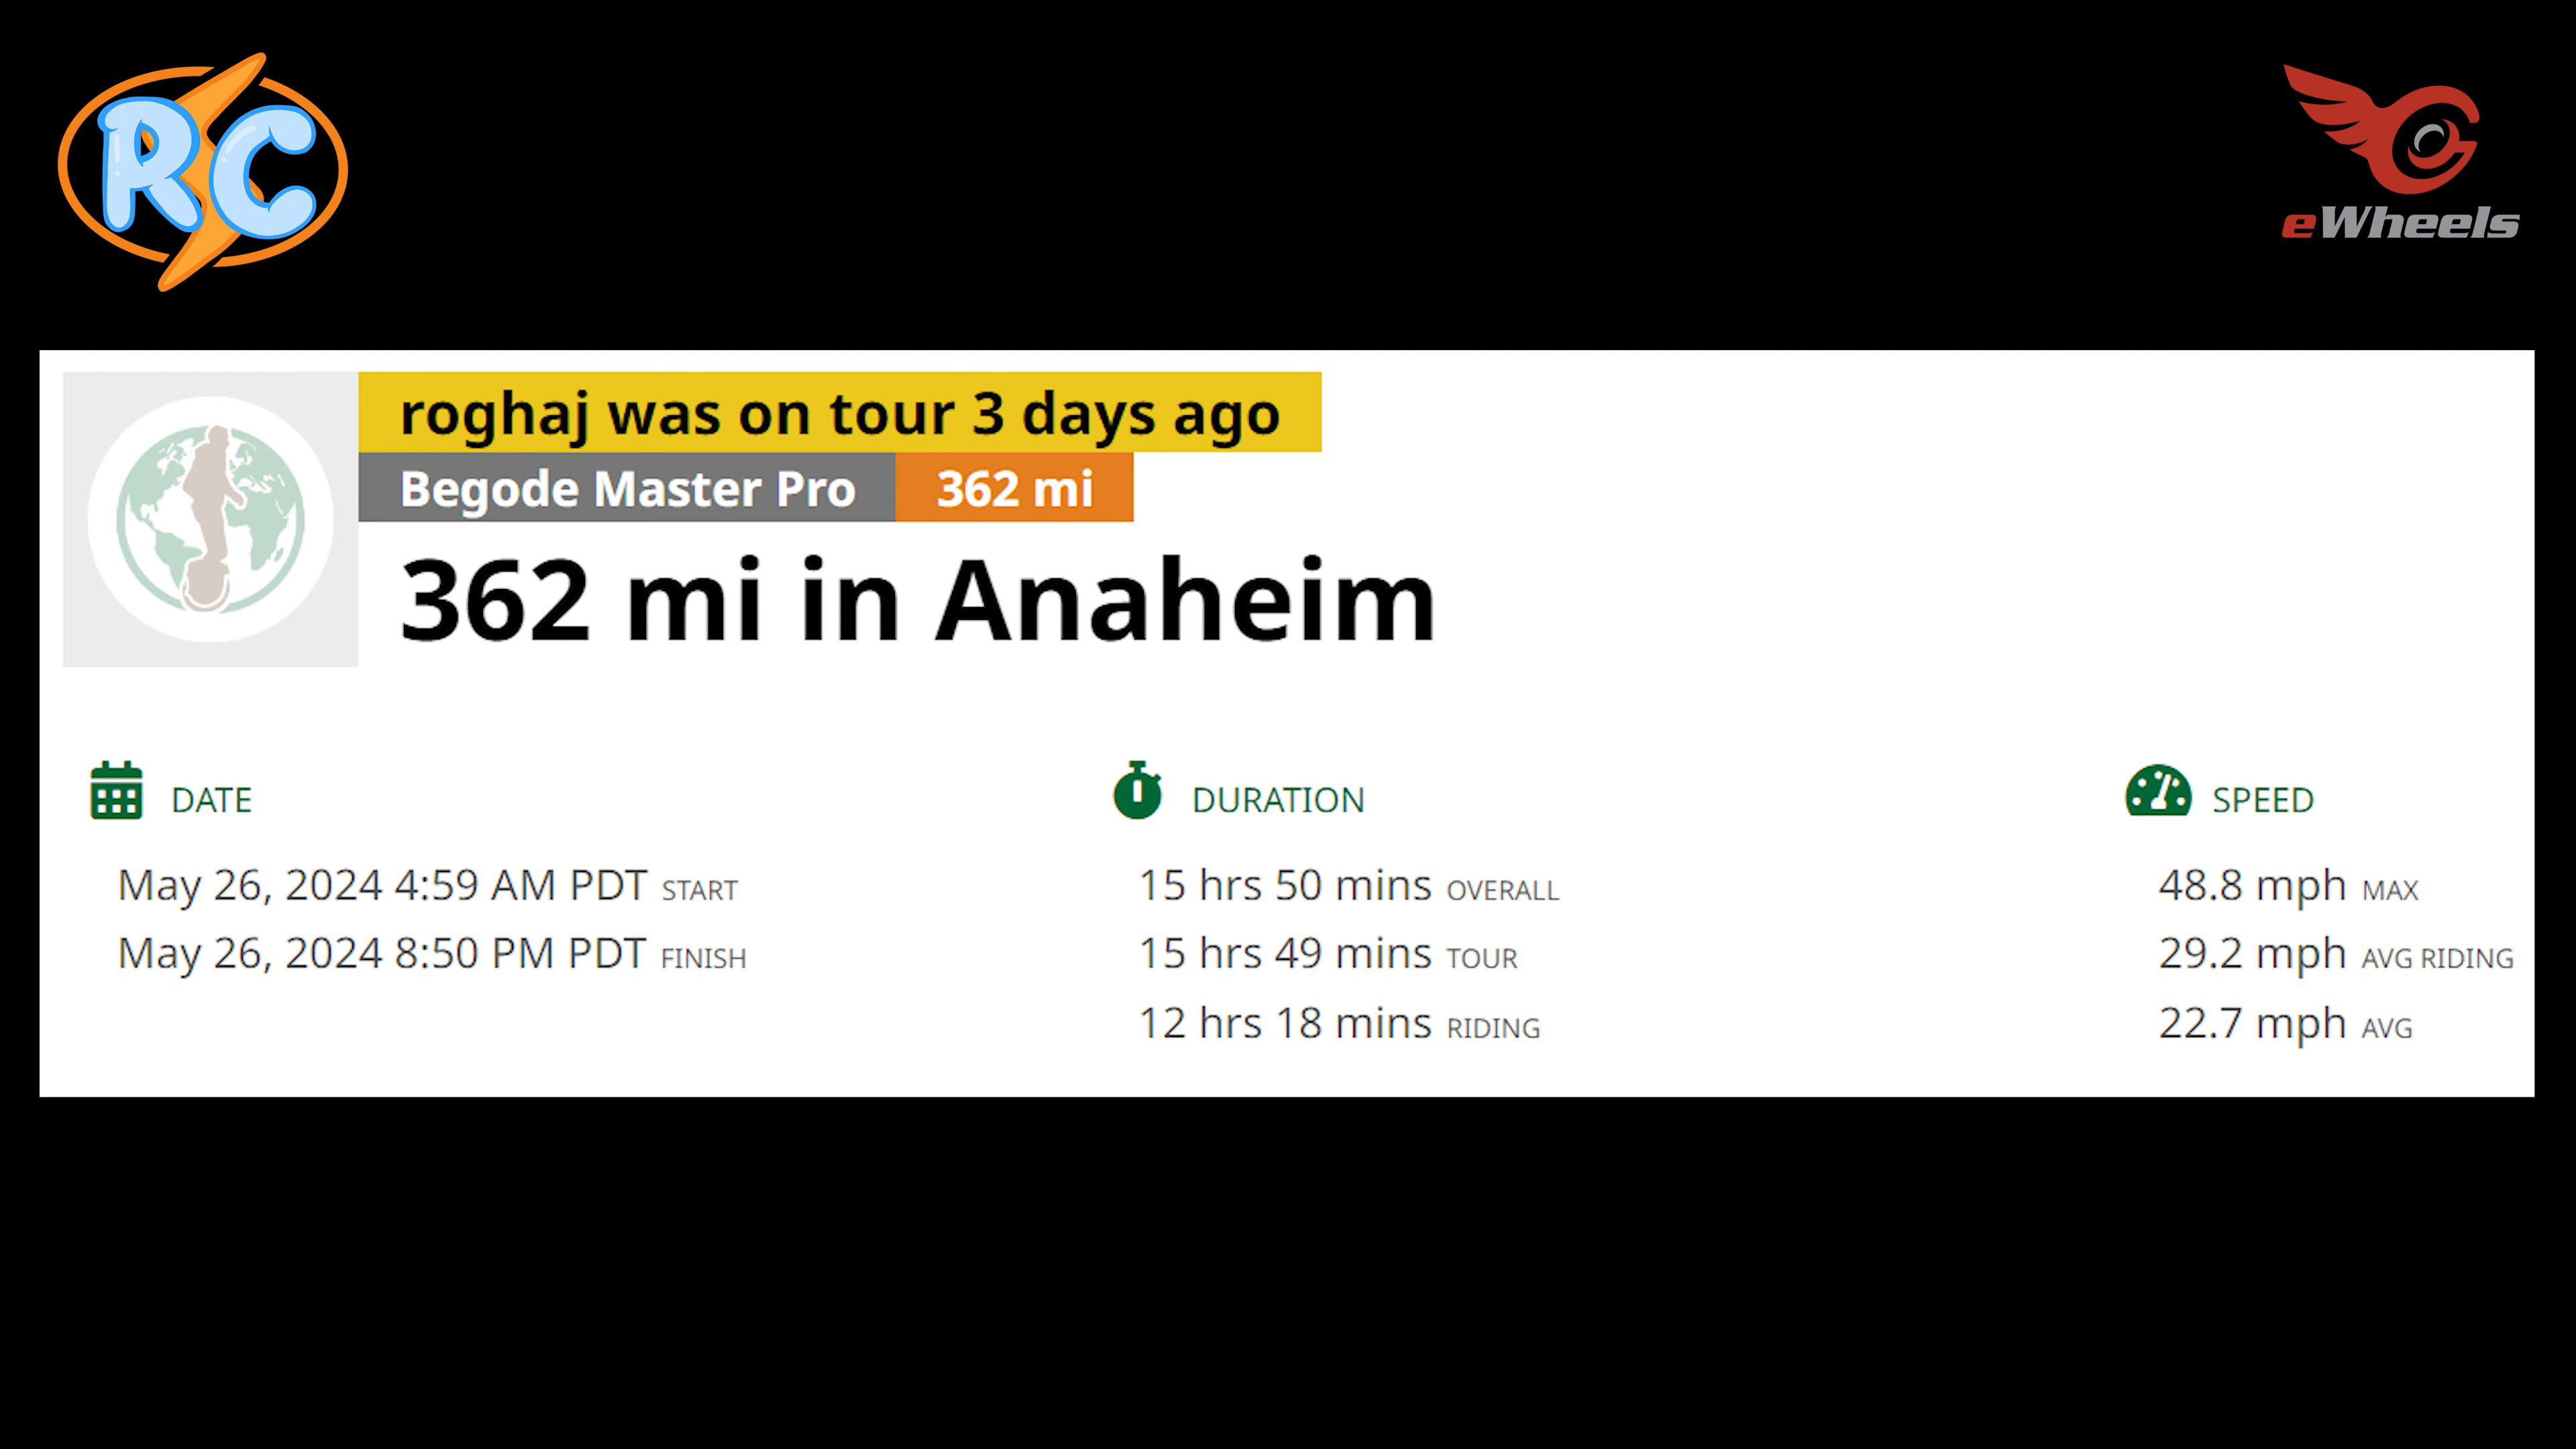 RC
eWheels
roghaj was on tour 3 days ago
Begode Master Pro 362 mi
362 mi in Anaheim
DATE
May 26, 2024 4:59 AM PDT START
May 26, 2024 8:50 PM PDT FINISH
DURATION
15 hrs 50 mins OVERALL
15 hrs 49 mins TOUR
12 hrs 18 mins RIDING
SPEED
48.8 mph MAX
29.2 mph AVG RIDING
22.7 mph AVG